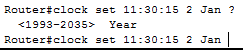 Router#clock set 11:30:15 2 Jan ?
<1993-2035>  Year
Router#clock set 11:30:15 2 Jan